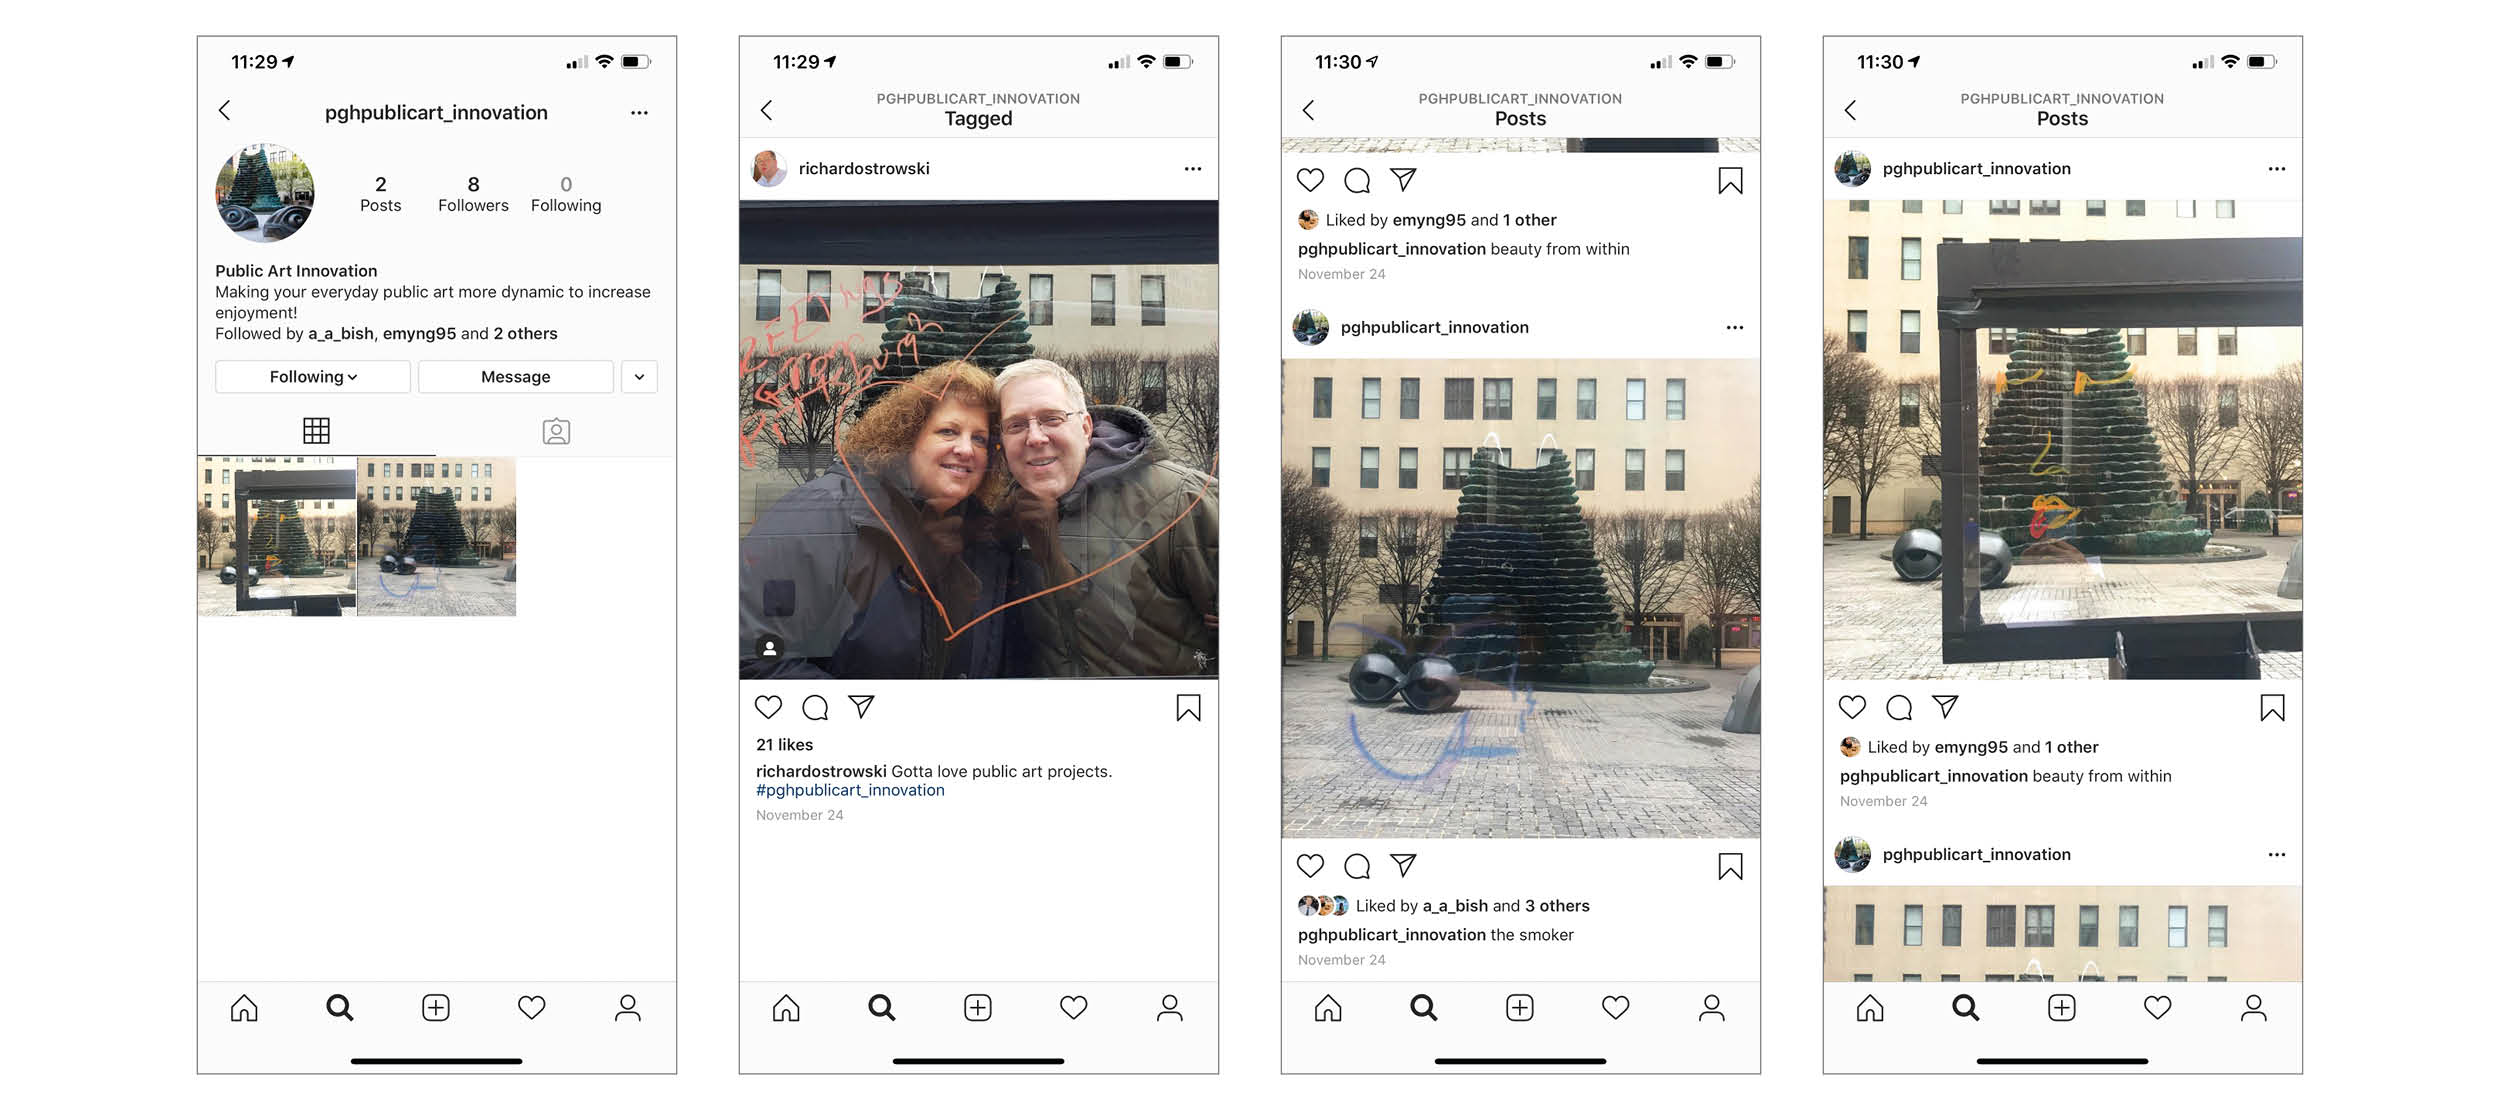 11:29
pghpublicart_innovation
2
Posts
8
Followers
0
Following
Public Art Innovation
Making your everyday public art more dynamic to increase
enjoyment!
Followed by a_a_bish, emyng95 and 2 others
Following
Message
11:29
PGHPUBLICART_INNOVATION
Tagged
richardostrowski
GREETINGS
FROM
Pittsburgh
21 likes
richardostrowski Gotta love public art projects.
#pghpublicart_innovation
November 24
11:30
PGHPUBLICART_INNOVATION
Posts
Liked by emyng95 and 1 other
pghpublicart_innovation beauty from within
November 24
pghpublicart_innovation
Liked by a_a_bish and 3 others
pghpublicart_innovation the smoker
November 24
11:30
PGHPUBLICART_INNOVATION
Posts
pghpublicart_innovation
Liked by emyng95 and 1 other
pghpublicart_innovation beauty from within
November 24
pghpublicart_innovation